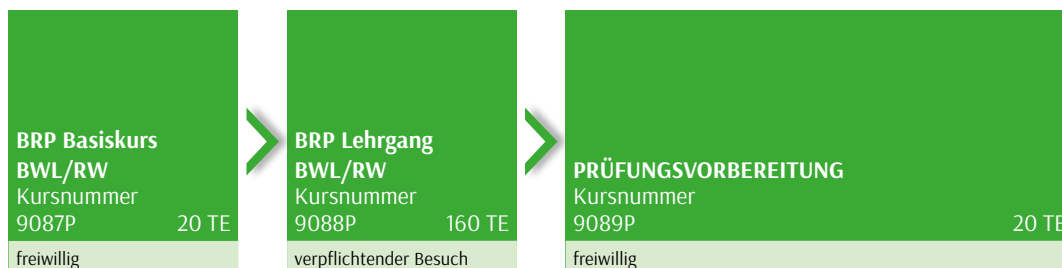 BRP Basiskurs
BWL/RW
Kursnummer
9087P 20 TE
freiwillig
BRP Lehrgang
BWL/RW
Kursnummer
9088P 160 TE
verpflichtender Besuch
PRÜFUNGSVORBEREITUNG
Kursnummer
9089P 20 TE
freiwillig